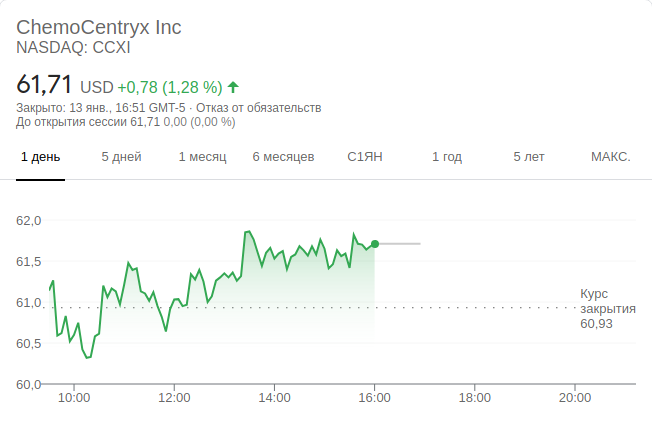 ChemoCentryx Inc
NASDAQ: CCXI
61,71 USD +0,78 (1,28 %)
Закрыто: 13 янв., 16:51 GMT-5 · Отказ от обязательств
До открытия сессии 61,71 0,00 (0,00 %)
1 день 5 дней 1 месяц 6 месяцев С1ЯН 1 год 5 лет МАКС.
62,0
61,5
61,0
60,5
60,0
Курс
закрытия
60,93
10:00 12:00 14:00 16:00 18:00 20:00